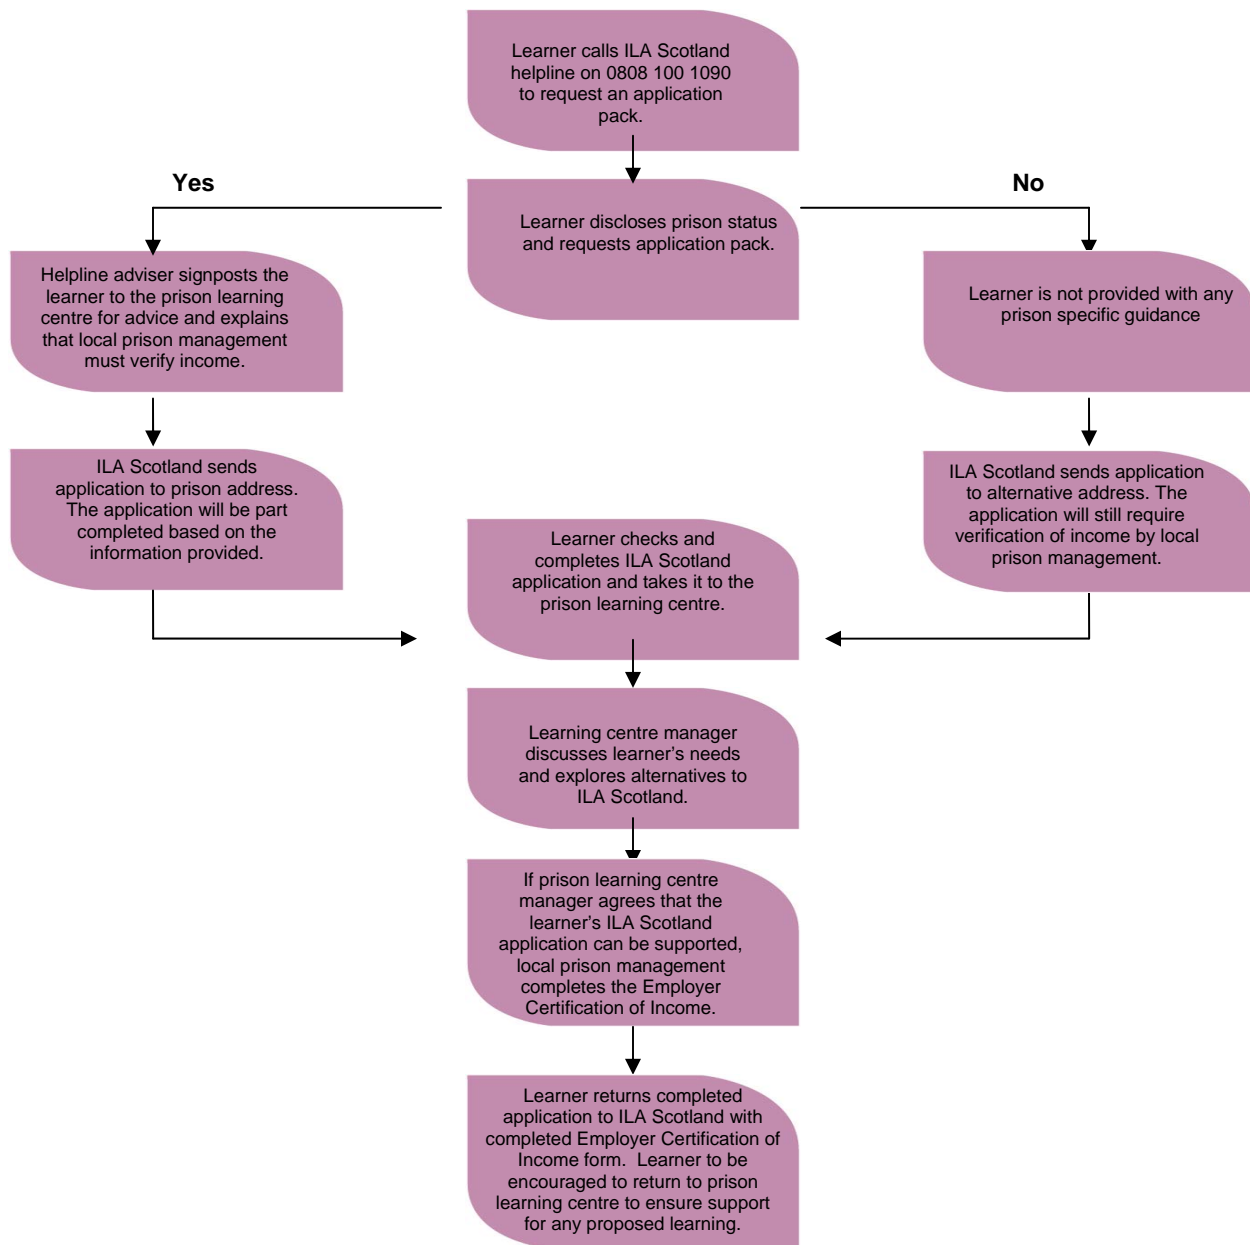 Learner calls ILA Scotland
helpline on 0808 100 1090
to request an application
pack.
Yes
No
Learner discloses prison status
and requests application pack.
Helpline adviser signposts the
learner to the prison learning
centre for advice and explains
that local prison management
must verify income.
Learner is not provided with any
prison specific guidance
ILA Scotland sends
application to prison address.
The application will be part
completed based on the
information provided.
ILA Scotland sends application
to alternative address. The
application will still require
verification of income by local
prison management.
Learner checks and
completes ILA Scotland
application and takes it to the
prison learning centre.
Learning centre manager
discusses learner’s needs
and explores alternatives to
ILA Scotland.
If prison learning centre
manager agrees that the
learner’s ILA Scotland
application can be supported,
local prison management
completes the Employer
Certification of Income.
Learner returns completed
application to ILA Scotland with
completed Employer Certification of
Income form.  Learner to be
encouraged to return to prison
learning centre to ensure support
for any proposed learning.